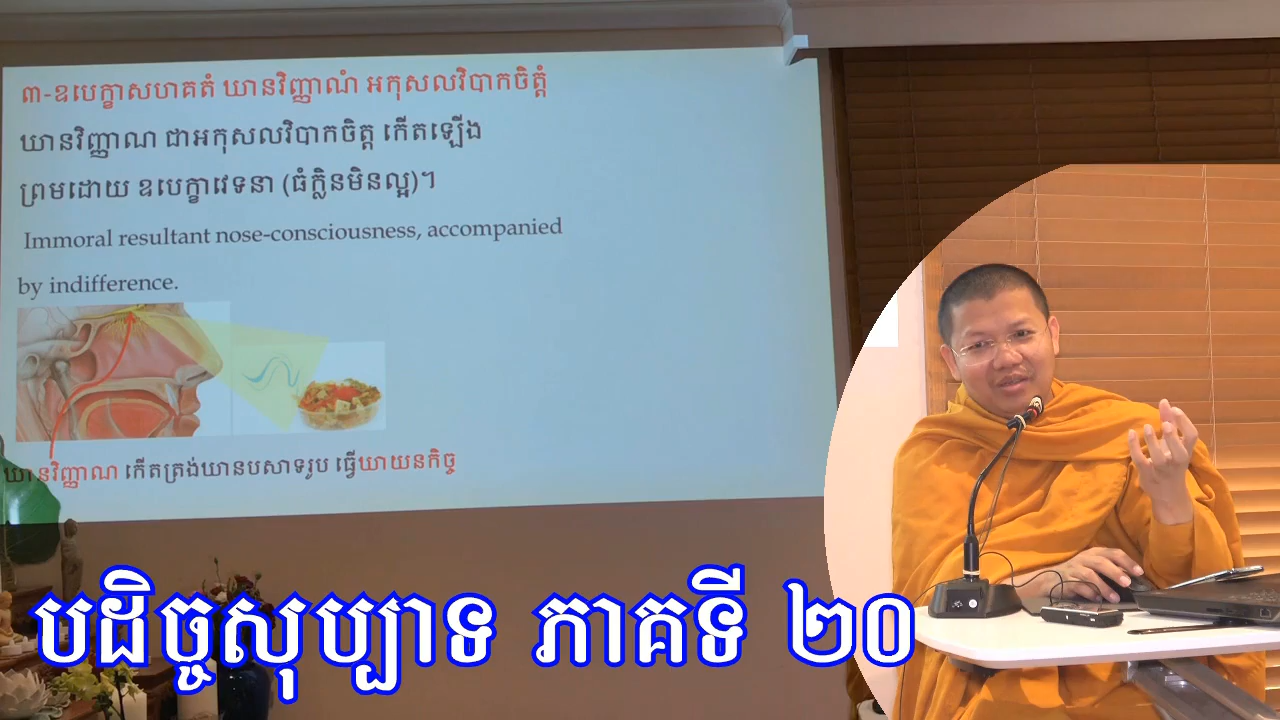 ៣-ឧបេក្ខាសហគតំ ឃានវិញ្ញាណំ អកុសលវិបាកចិត្តំ
ឃានវិញ្ញាណ ជាអកុសលវិបាកចិត្ត កើតឡើង
ព្រមដោយ ឧបេក្ខាវេទនា (ធំក្លិនមិនល្អ)។
Immoral resultant nose-consciousness, accompanied
by indifference.
ឃានវិញ្ញាណ កើតត្រង់ឃានបសាទរូប ធ្វើឃាយនកិច្ច
បដិច្ចសុប្បាទ ភាគទី ២០